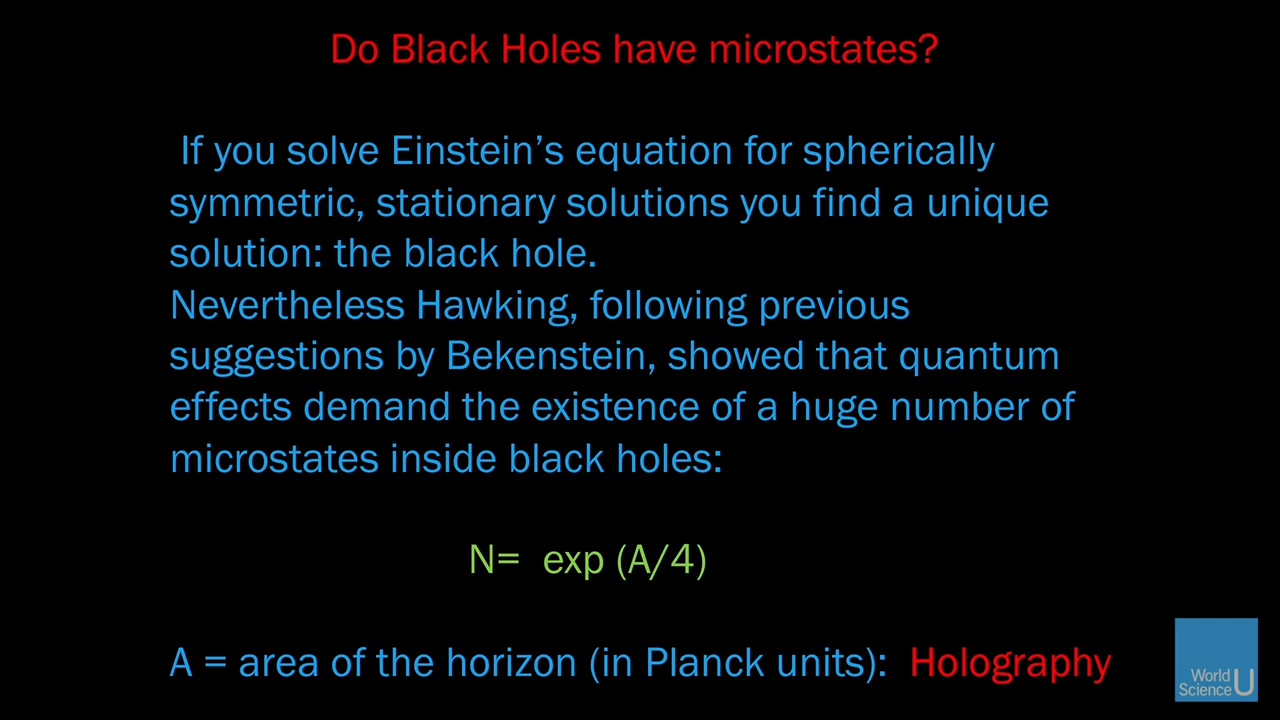 Do Black Holes have microstates?
If you solve Einstein’s equation for spherically
symmetric, stationary solutions you find a unique
solution: the black hole.
Nevertheless Hawking, following previous
suggestions by Bekenstein, showed that quantum
effects demand the existence of a huge number of
microstates inside black holes:
N= exp (A/4)
A = area of the horizon (in Planck units): Holography
World
Science U